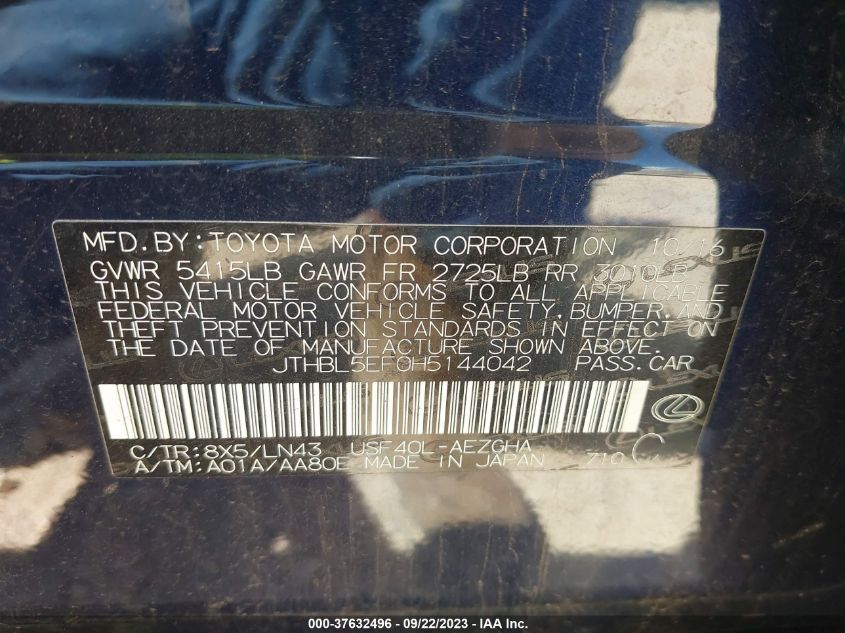 MFD.BY:TOYOTA MOTOR CORPORATION 10/16
GVWR 5415LB GAWR FR 2725LB RR 3010LB
THIS VEHICLE CONFORMS TO ALL APPLICABLE
FEDERAL MOTOR VEHICLE SAFETY,BUMPER,AND
THEFT PREVENTION STANDARDS IN EFFECT ON
THE DATE OF MANUFACTURE SHOWN ABOVE.
JTHBL5EF0H5144042 PASS.CAR
C/TR:8X5/LN43 USF40L-AEZGHA
A/TM:A01A/AA80E MADE IN JAPAN 710
000-37632496 - 09/22/2023 - IAA Inc.